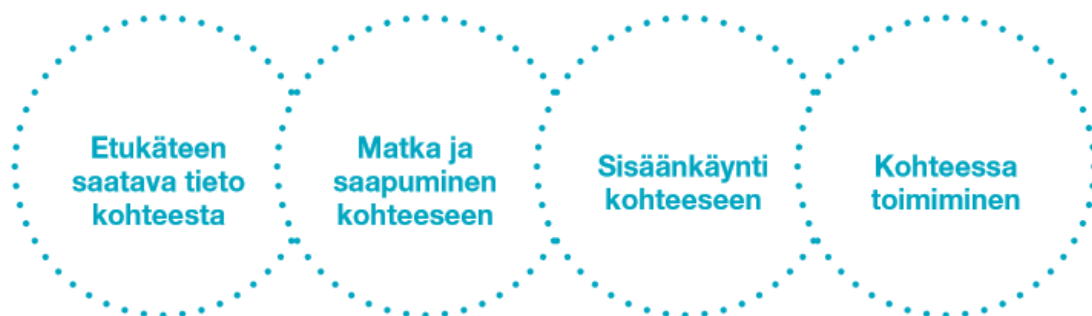 Etukäteen
saatava tieto
kohteesta
Matka ja
saapuminen
kohteeseen
Sisäänkäynti
kohteeseen
Kohteessa
toimiminen